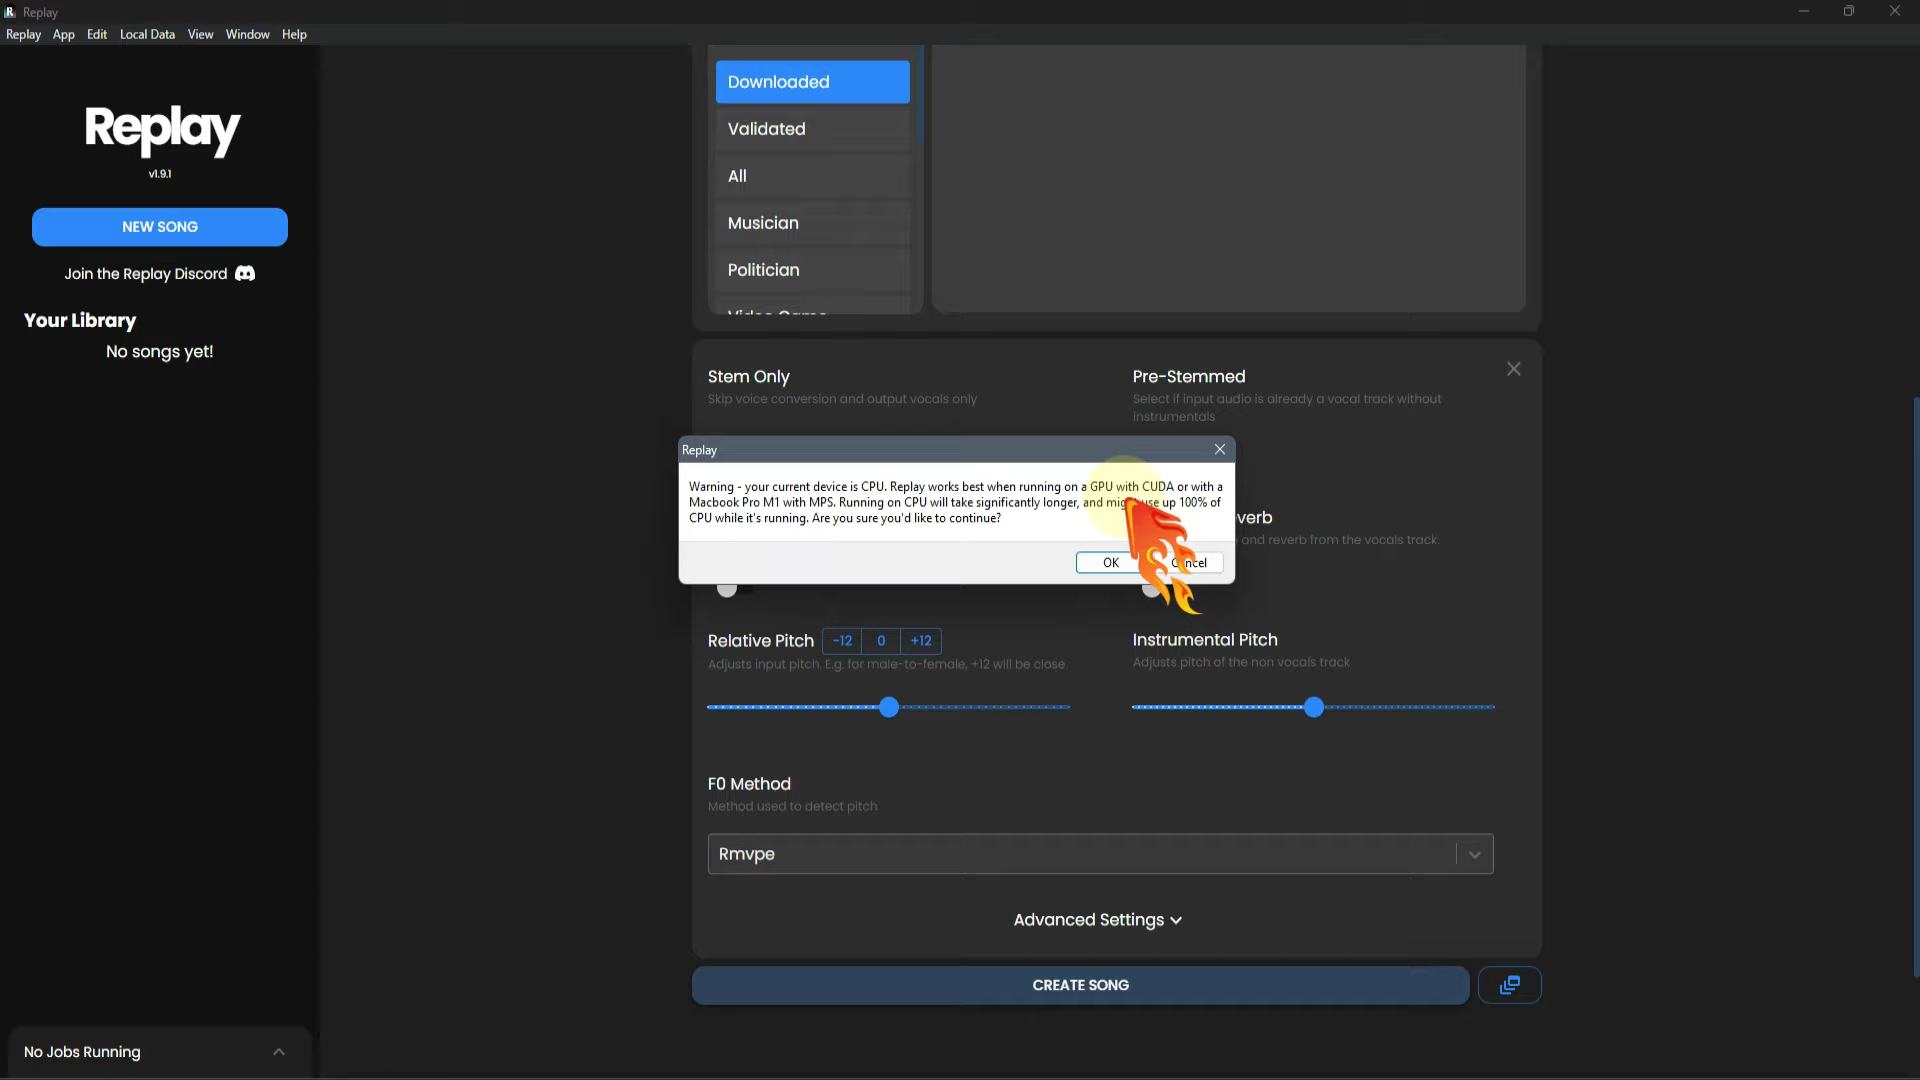 Replay
Replay App Edit Local Data View Window Help
Replay
v1.9.1
NEW SONG
Join the Replay Discord
Your Library
No songs yet!
No Jobs Running
Downloaded
Validated
All
Musician
Politician
Video Game
Stem Only
Skip voice conversion and output vocals only
Pre-Stemmed
Select if input audio is already a vocal track without
instrumentals
Replay
Warning - your current device is CPU. Replay works best when running on a GPU with CUDA or with a
Macbook Pro M1 with MPS. Running on CPU will take significantly longer, and might use up 100% of
CPU while it's running. Are you sure you'd like to continue?
OK
Cancel
verb
and reverb from the vocals track.
Relative Pitch -12 0 +12
Adjusts input pitch. E.g. for male-to-female, +12 will be close
Instrumental Pitch
Adjusts pitch of the non vocals track
F0 Method
Method used to detect pitch
Rmvpe
Advanced Settings
CREATE SONG